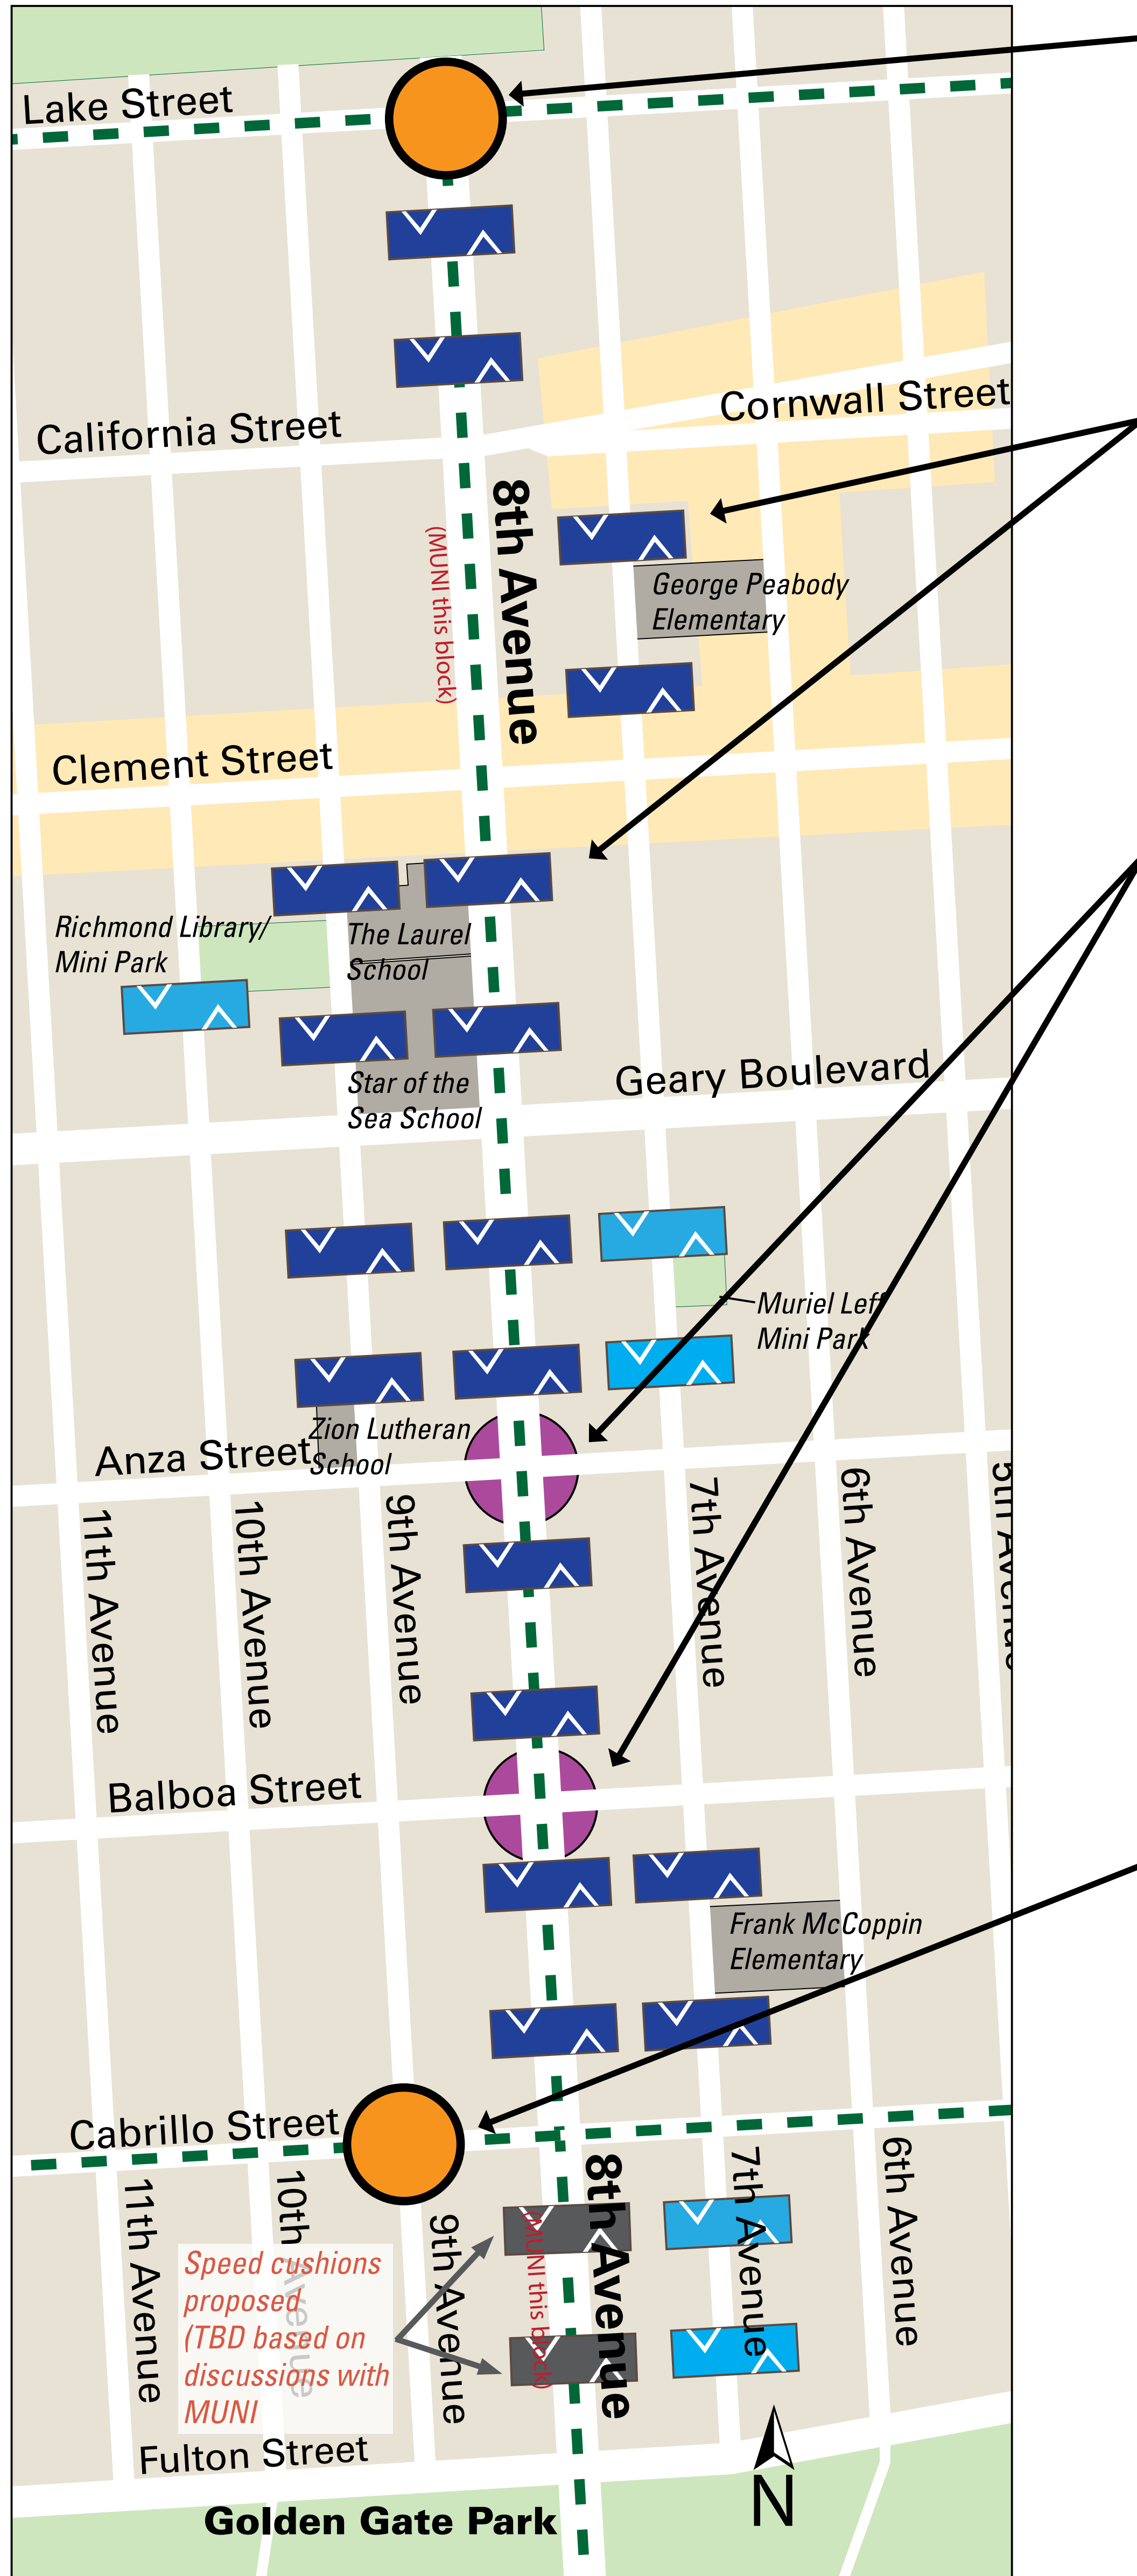 Lake Street
California Street
Cornwall Street
8th Avenue
(MUNI this block)
George Peabody
Elementary
Clement Street
Richmond Library/
Mini Park
The Laurel
School
Star of the
Sea School
Geary Boulevard
Muriel Leff
Mini Park
Zion Lutheran
School
Anza Street
11th Avenue
10th Avenue
9th Avenue
7th Avenue
6th Avenue
5th Avenue
Balboa Street
Frank McCoppin
Elementary
Cabrillo Street
11th Avenue
10th Avenue
9th Avenue
8th Avenue
(MUNI this block)
7th Avenue
6th Avenue
Speed cushions
proposed
(TBD based on
discussions with
MUNI
Fulton Street
Golden Gate Park
N